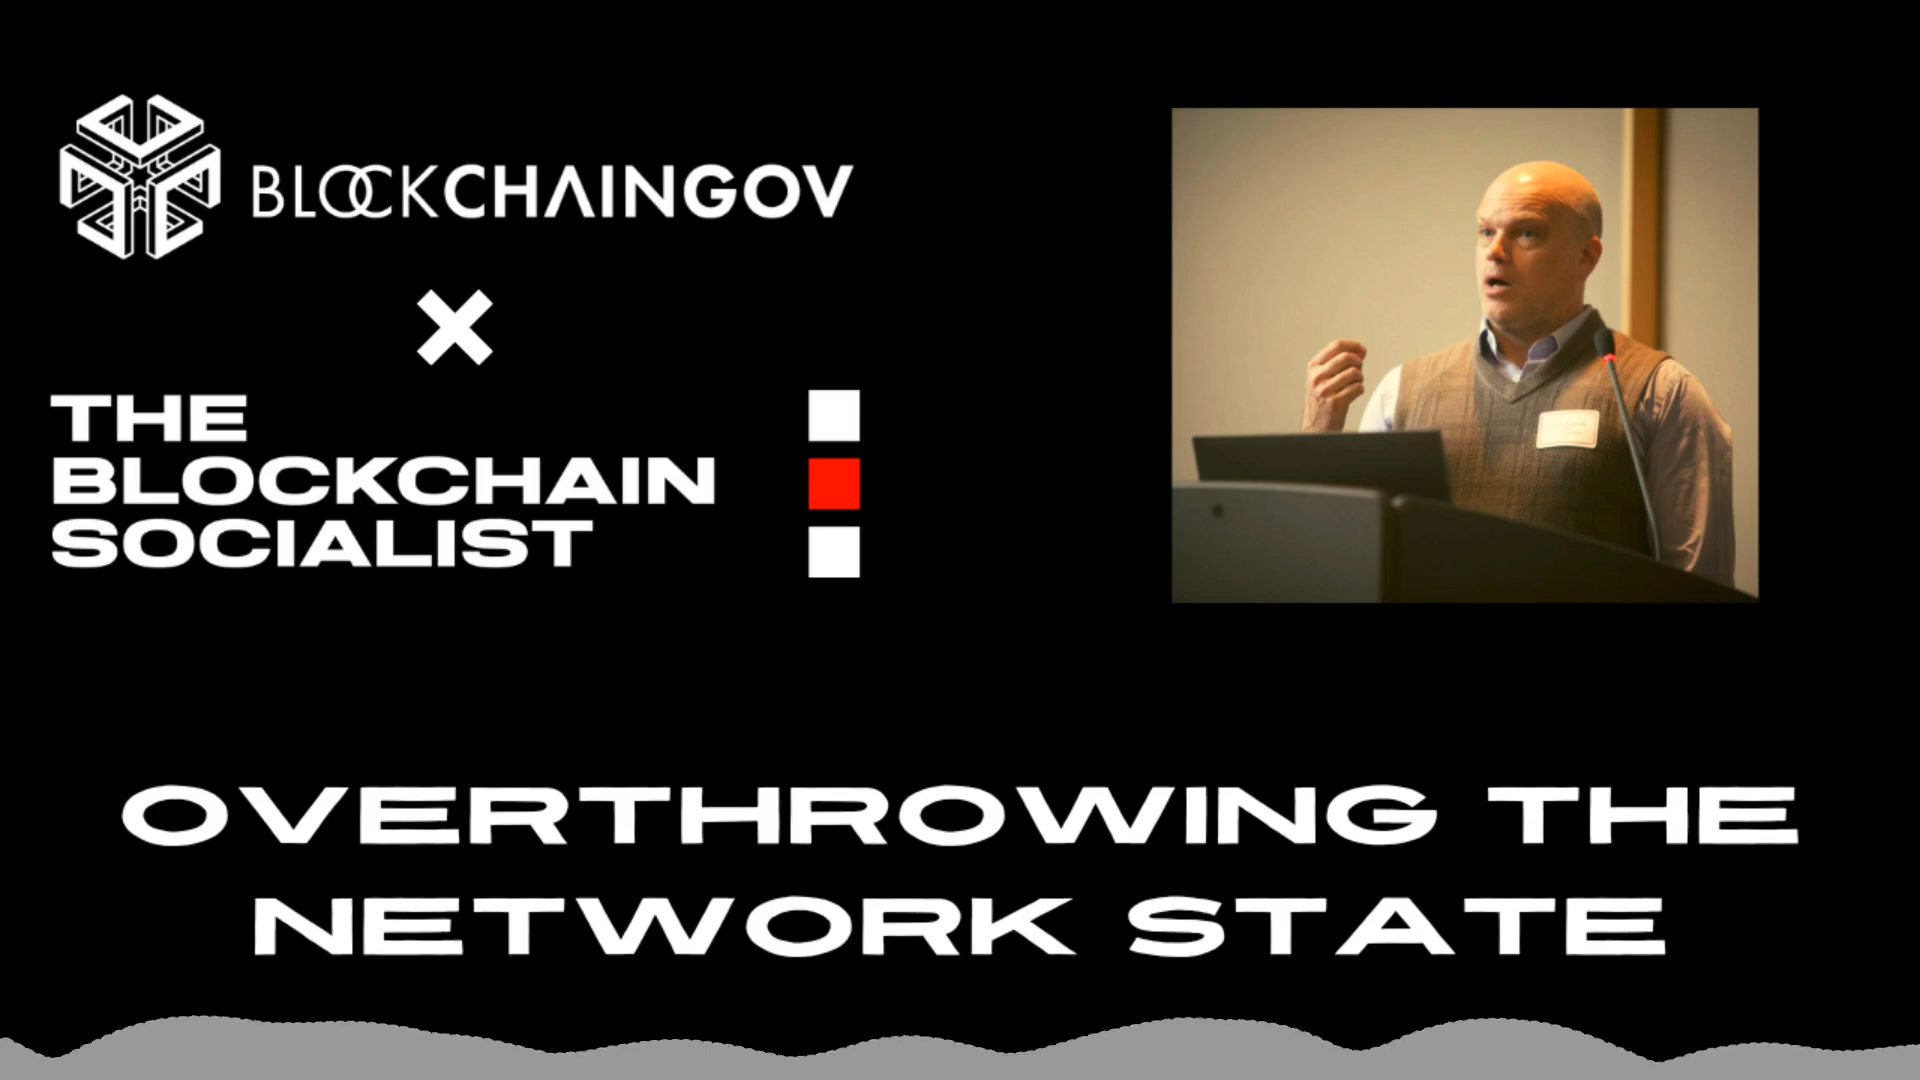 BLOCKCHAINGOV
THE
BLOCKCHAIN
SOCIALIST
OVERTHROWING THE
NETWORK STATE